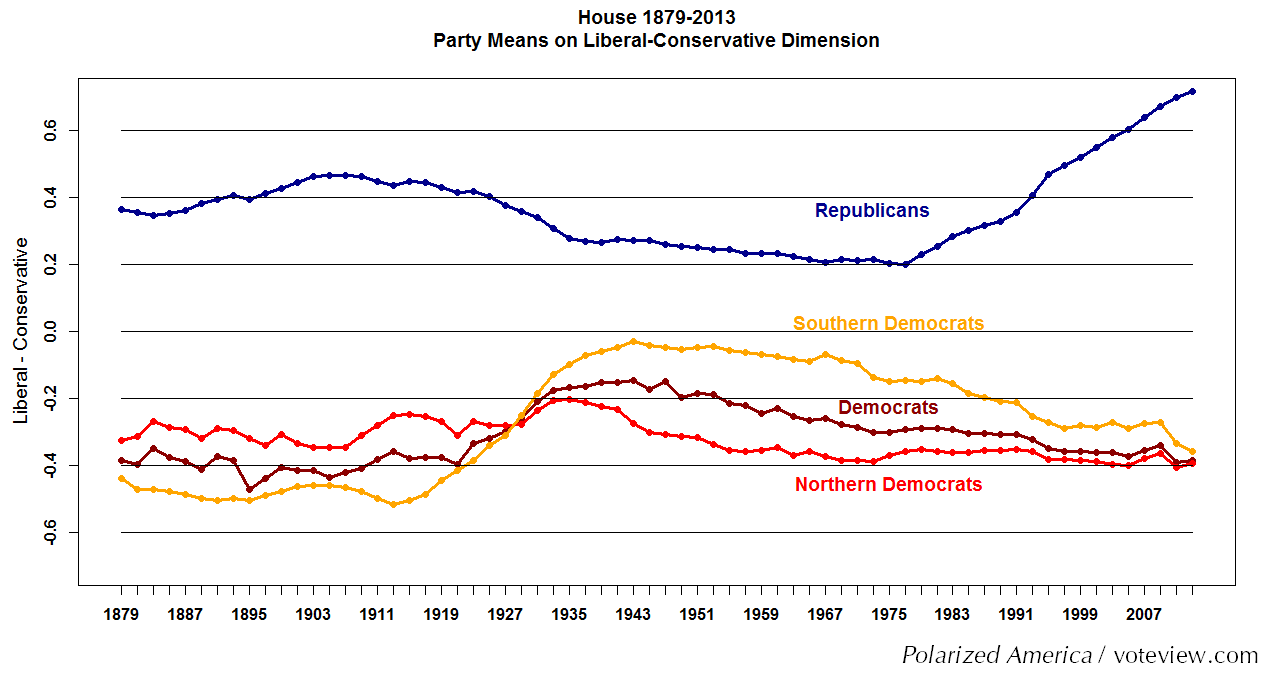 House 1879-2013
Party Means on Liberal-Conservative Dimension
Liberal - Conservative
0.6
0.4
0.2
0.0
-0.2
-0.4
-0.6
Republicans
Southern Democrats
Democrats
Northern Democrats
1879 1887 1895 1903 1911 1919 1927 1935 1943 1951 1959 1967 1975 1983 1991 1999 2007
Polarized America / voteview.com